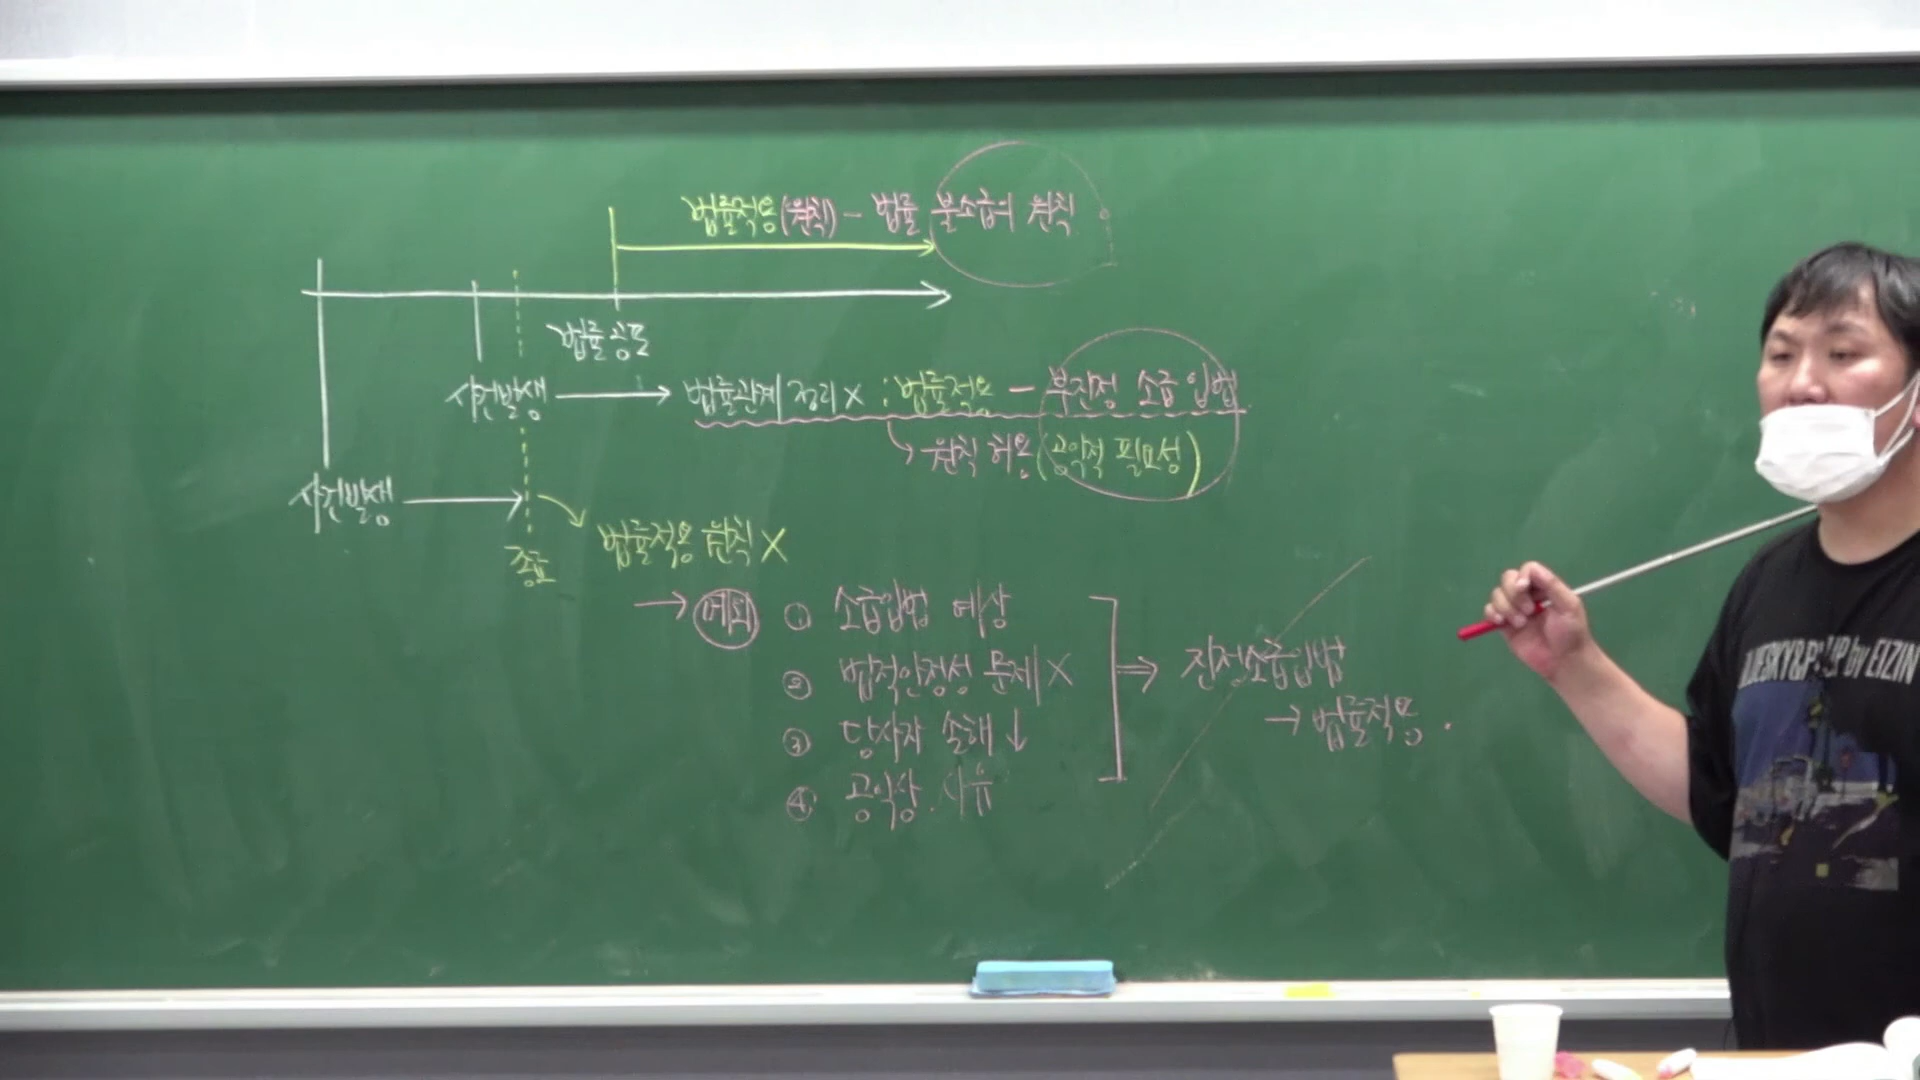 법률적용(원칙) - 법률 불소급의 원칙
법률공포
사건발생 → 법률관계 정리 X : 법률적용 - 부진정 소급입법
원칙 허용 (공익적 필요성)
사건발생 →
종료
법률적용 원칙 X
→ 예외 ① 소급입법 예상
② 법적안정성 문제 X
③ 당사자 손해 ↓
④ 공익상 사유
⇒ 진정소급입법
→ 법률적용.
by EIZIN